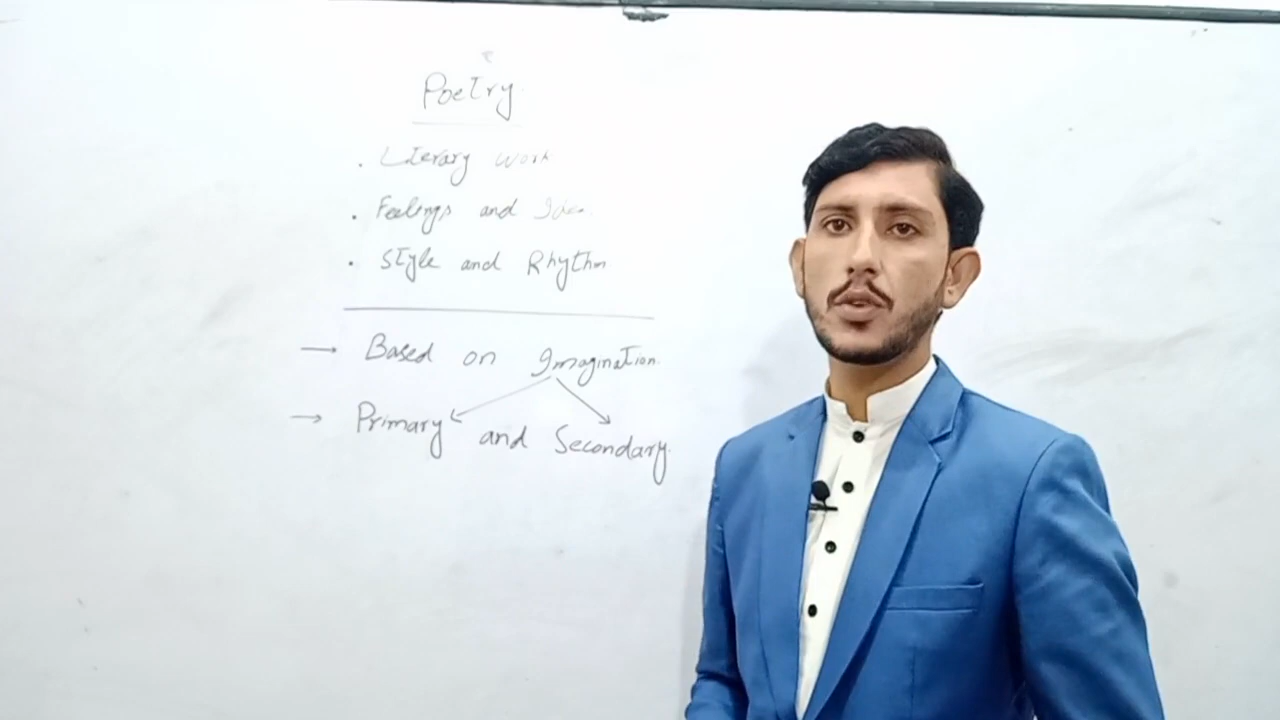 Poetry
. Literary work
. Feelings and Idea
. Style and Rhythm
→ Based on Imagination.
→ Primary and Secondary.